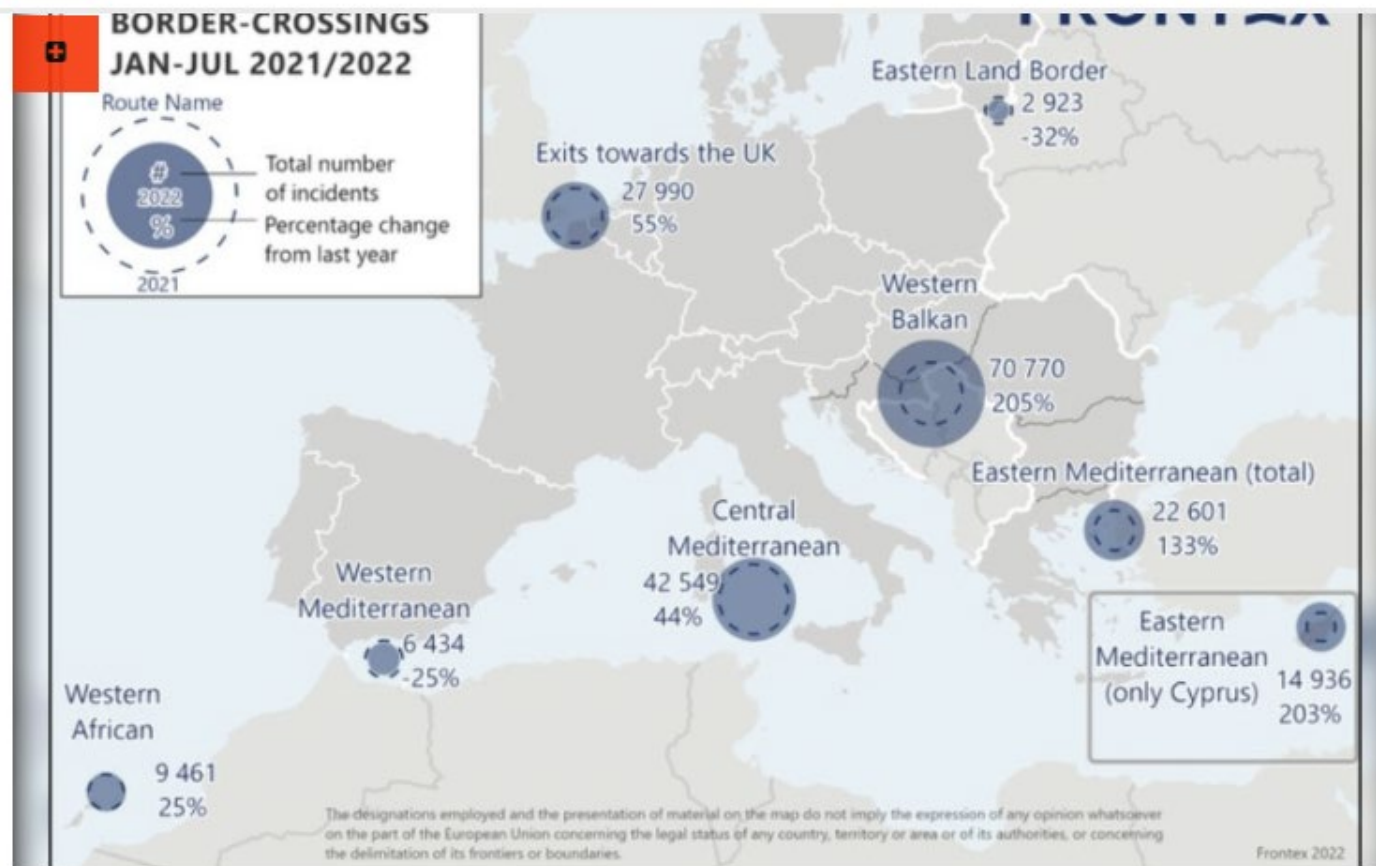 BORDER-CROSSINGS
JAN-JUL 2021/2022
Route Name
#
2022
%
Total number
of incidents
Percentage change
from last year
2021
FRONTEX
Eastern Land Border
2 923
-32%
Exits towards the UK
27 990
55%
Western
Balkan
70 770
205%
Eastern Mediterranean (total)
22 601
133%
Central
Mediterranean
42 549
44%
Western
Mediterranean
6 434
-25%
Eastern
Mediterranean
(only Cyprus)
14 936
203%
Western
African
9 461
25%
The designations employed and the presentation of material on the map do not imply the expression of any opinion whatsoever
on the part of the European Union concerning the legal status of any country, territory or area or of its authorities, or concerning
the delimitation of its frontiers or boundaries.
Frontex 2022